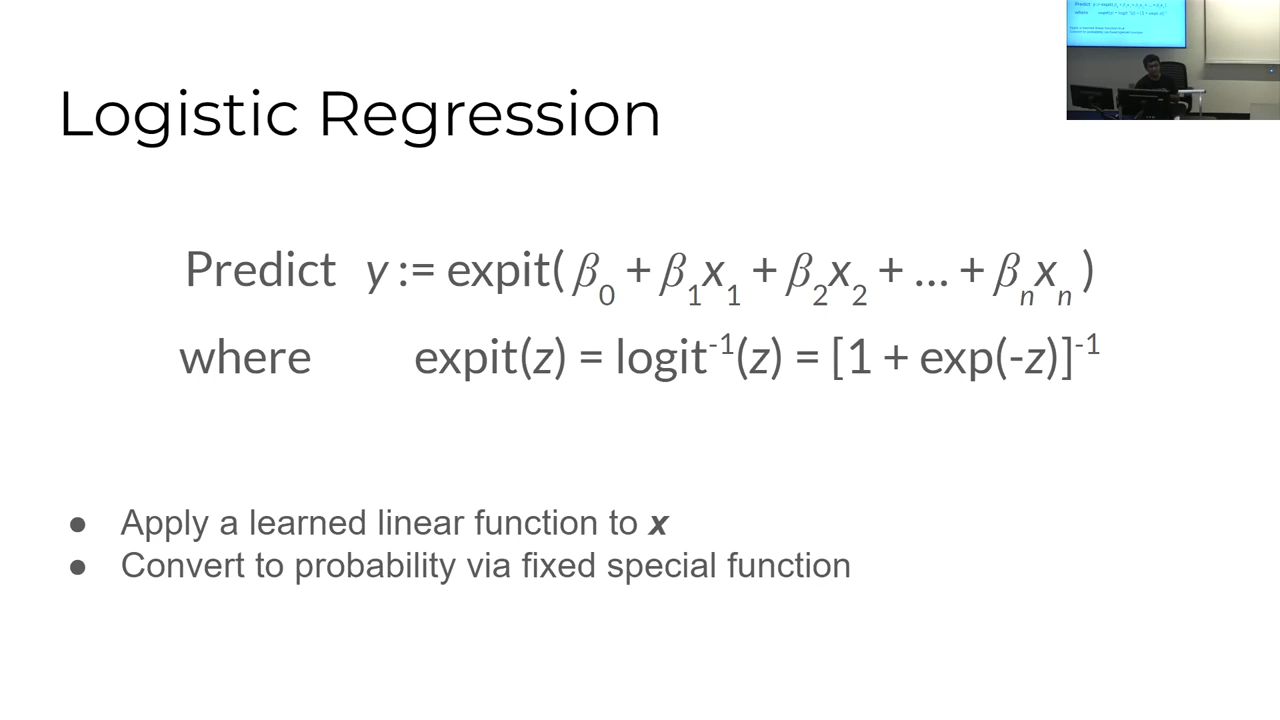 Logistic Regression
Predict y := expit( β₀ + β₁x₁ + β₂x₂ + ... + βₙxₙ )
where expit(z) = logit⁻¹(z) = [1 + exp(-z)]⁻¹
● Apply a learned linear function to x
● Convert to probability via fixed special function